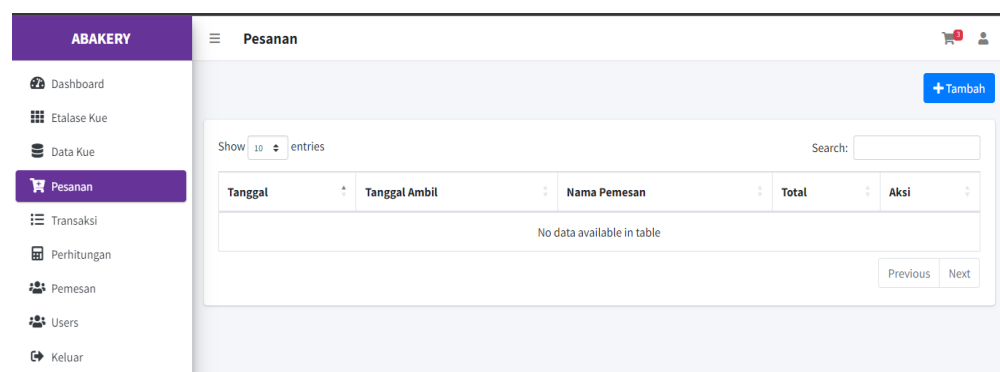 ABAKERY
Pesanan
3
Dashboard
Etalase Kue
Data Kue
Pesanan
Transaksi
Perhitungan
Pemesan
Users
Keluar
Tambah
Show 10 entries
Search:
Tanggal Tanggal Ambil Nama Pemesan Total Aksi
No data available in table
Previous Next